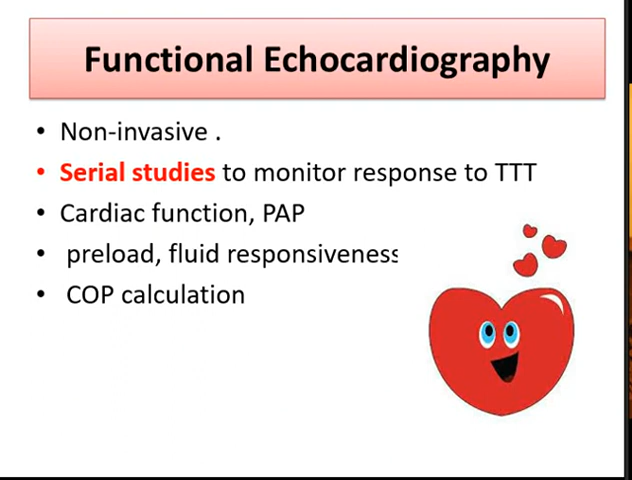 Functional Echocardiography
• Non-invasive .
• Serial studies to monitor response to TTT
• Cardiac function, PAP
• preload, fluid responsiveness
• COP calculation